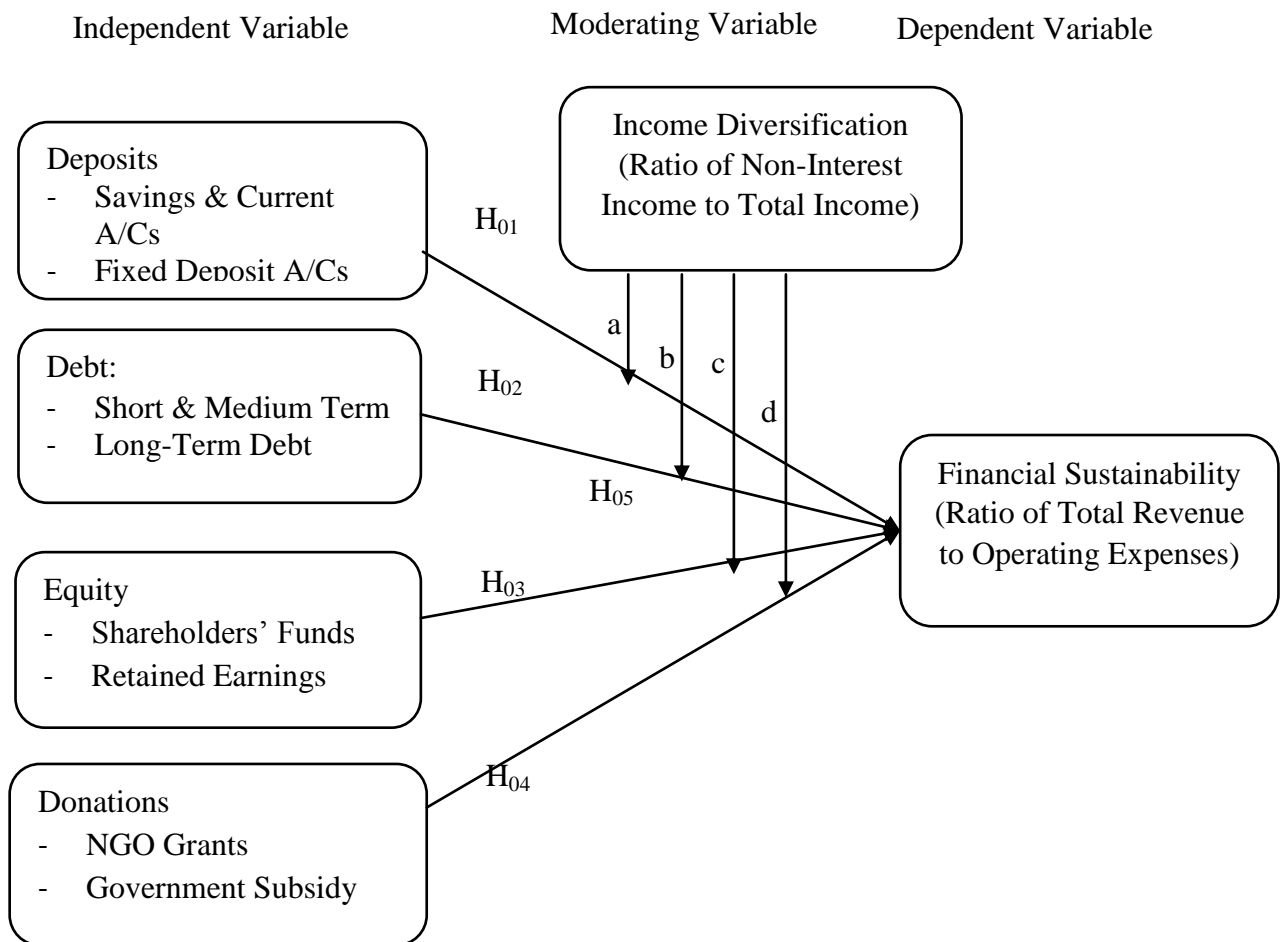 Independent Variable
Moderating Variable
Dependent Variable
Income Diversification
(Ratio of Non-Interest
Income to Total Income)
Deposits
- Savings & Current
A/Cs
- Fixed Deposit A/Cs
H01
a
b
c
d
Debt:
- Short & Medium Term
- Long-Term Debt
H02
H05
Financial Sustainability
(Ratio of Total Revenue
to Operating Expenses)
Equity
- Shareholders’ Funds
- Retained Earnings
H03
Donations
- NGO Grants
- Government Subsidy
H04